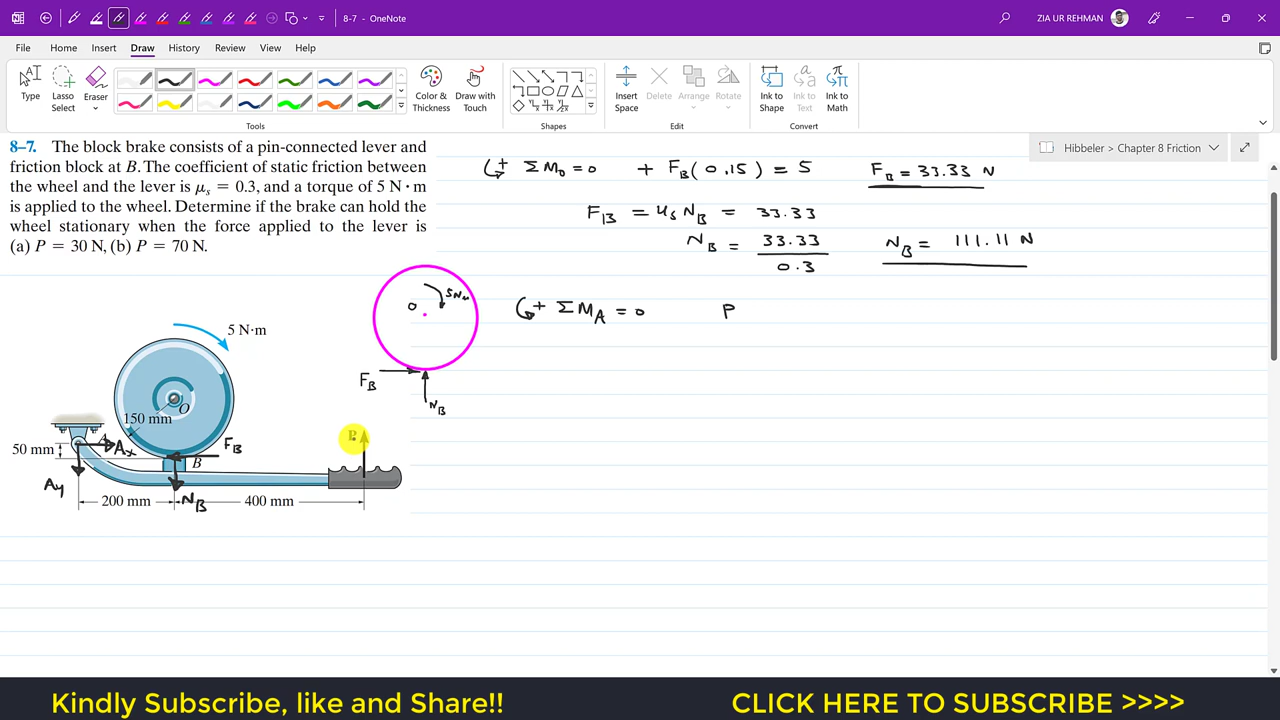 8-7 - OneNote
ZIA UR REHMAN
File Home Insert Draw History Review View Help
Type
Lasso Select
Eraser
Color & Thickness
Draw with Touch
Insert Space
Delete
Arrange
Rotate
Ink to Shape
Ink to Text
Ink to Math
Tools
Shapes
Edit
Convert
Hibbeler > Chapter 8 Friction
8–7. The block brake consists of a pin-connected lever and
friction block at B. The coefficient of static friction between
the wheel and the lever is μs = 0.3, and a torque of 5 N·m
is applied to the wheel. Determine if the brake can hold the
wheel stationary when the force applied to the lever is
(a) P = 30 N, (b) P = 70 N.
+ ΣMo = 0 + FB(0.15) = 5 FB = 33.33 N
FB = us NB = 33.33
NB = 33.33 / 0.3 NB = 111.11 N
+ ΣMA = 0 P
O 5Nm
FB
NB
5 N·m
O
150 mm
50 mm
A Ax
FB
B
P
Ay
NB
200 mm
400 mm
Kindly Subscribe, like and Share!!
CLICK HERE TO SUBSCRIBE >>>>